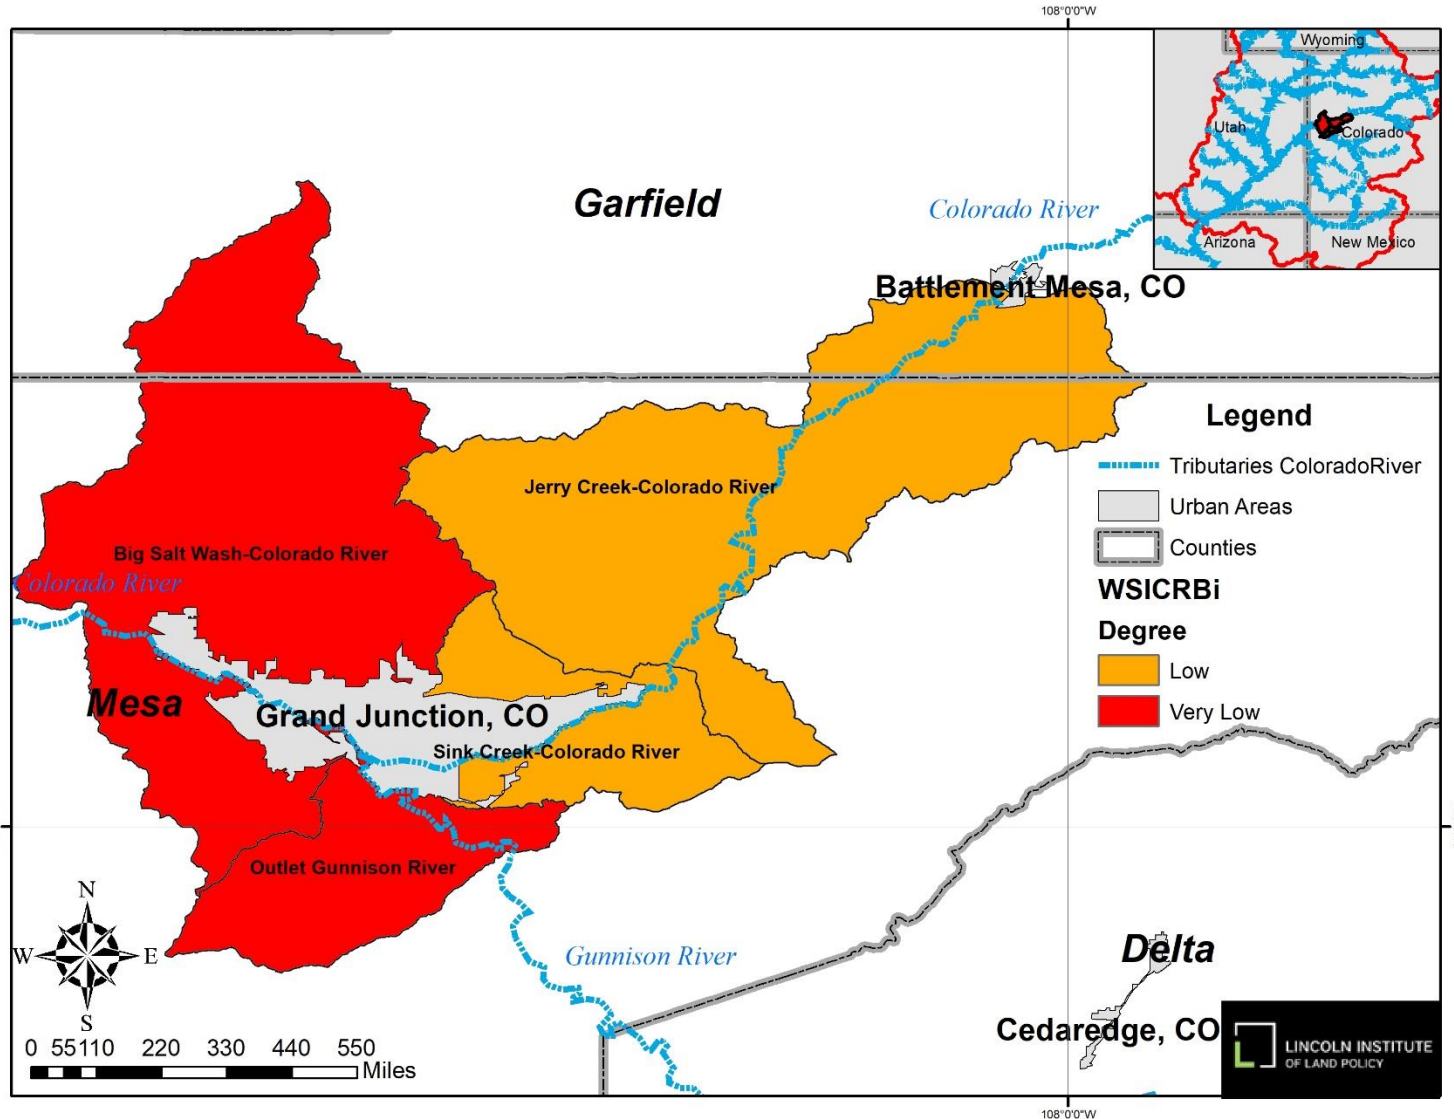 108°0'0"W
Wyoming
Utah
Colorado
Arizona
New Mexico
Garfield
Colorado River
Battlement Mesa, CO
Legend
Tributaries ColoradoRiver
Urban Areas
Counties
WSICRBi
Degree
Low
Very Low
Jerry Creek-Colorado River
Big Salt Wash-Colorado River
Colorado River
Mesa
Grand Junction, CO
Sink Creek-Colorado River
Outlet Gunnison River
Gunnison River
Delta
Cedaredge, CO
N
W E
S
0 55 110 220 330 440 550
Miles
LINCOLN INSTITUTE
OF LAND POLICY
108°0'0"W